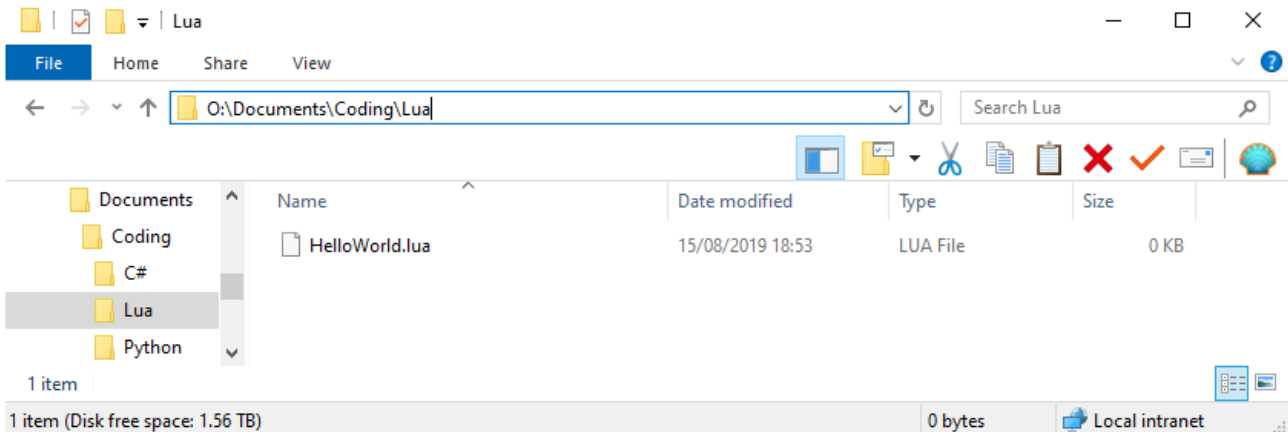 Lua
File Home Share View
O:\Documents\Coding\Lua Search Lua
Documents Name Date modified Type Size
Coding HelloWorld.lua 15/08/2019 18:53 LUA File 0 KB
C#
Lua
Python
1 item
1 item (Disk free space: 1.56 TB) 0 bytes Local intranet